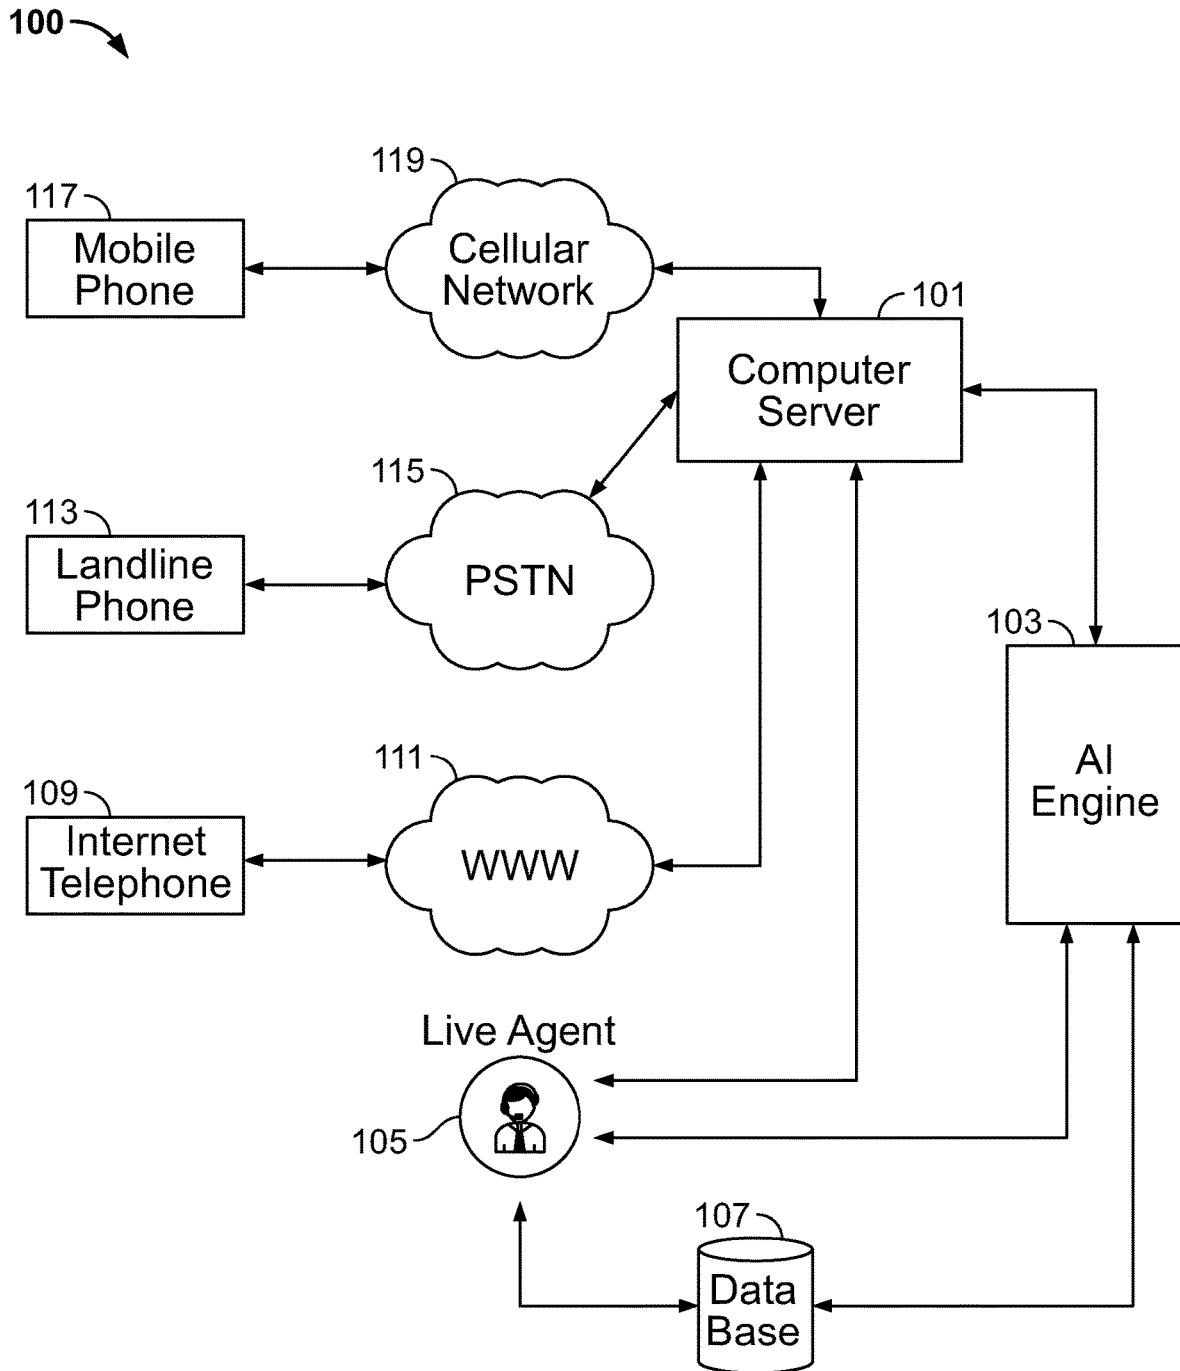 100
119
117
Mobile
Phone
Cellular
Network
101
Computer
Server
115
113
Landline
Phone
PSTN
103
AI
Engine
111
109
Internet
Telephone
WWW
Live Agent
105
107
Data
Base